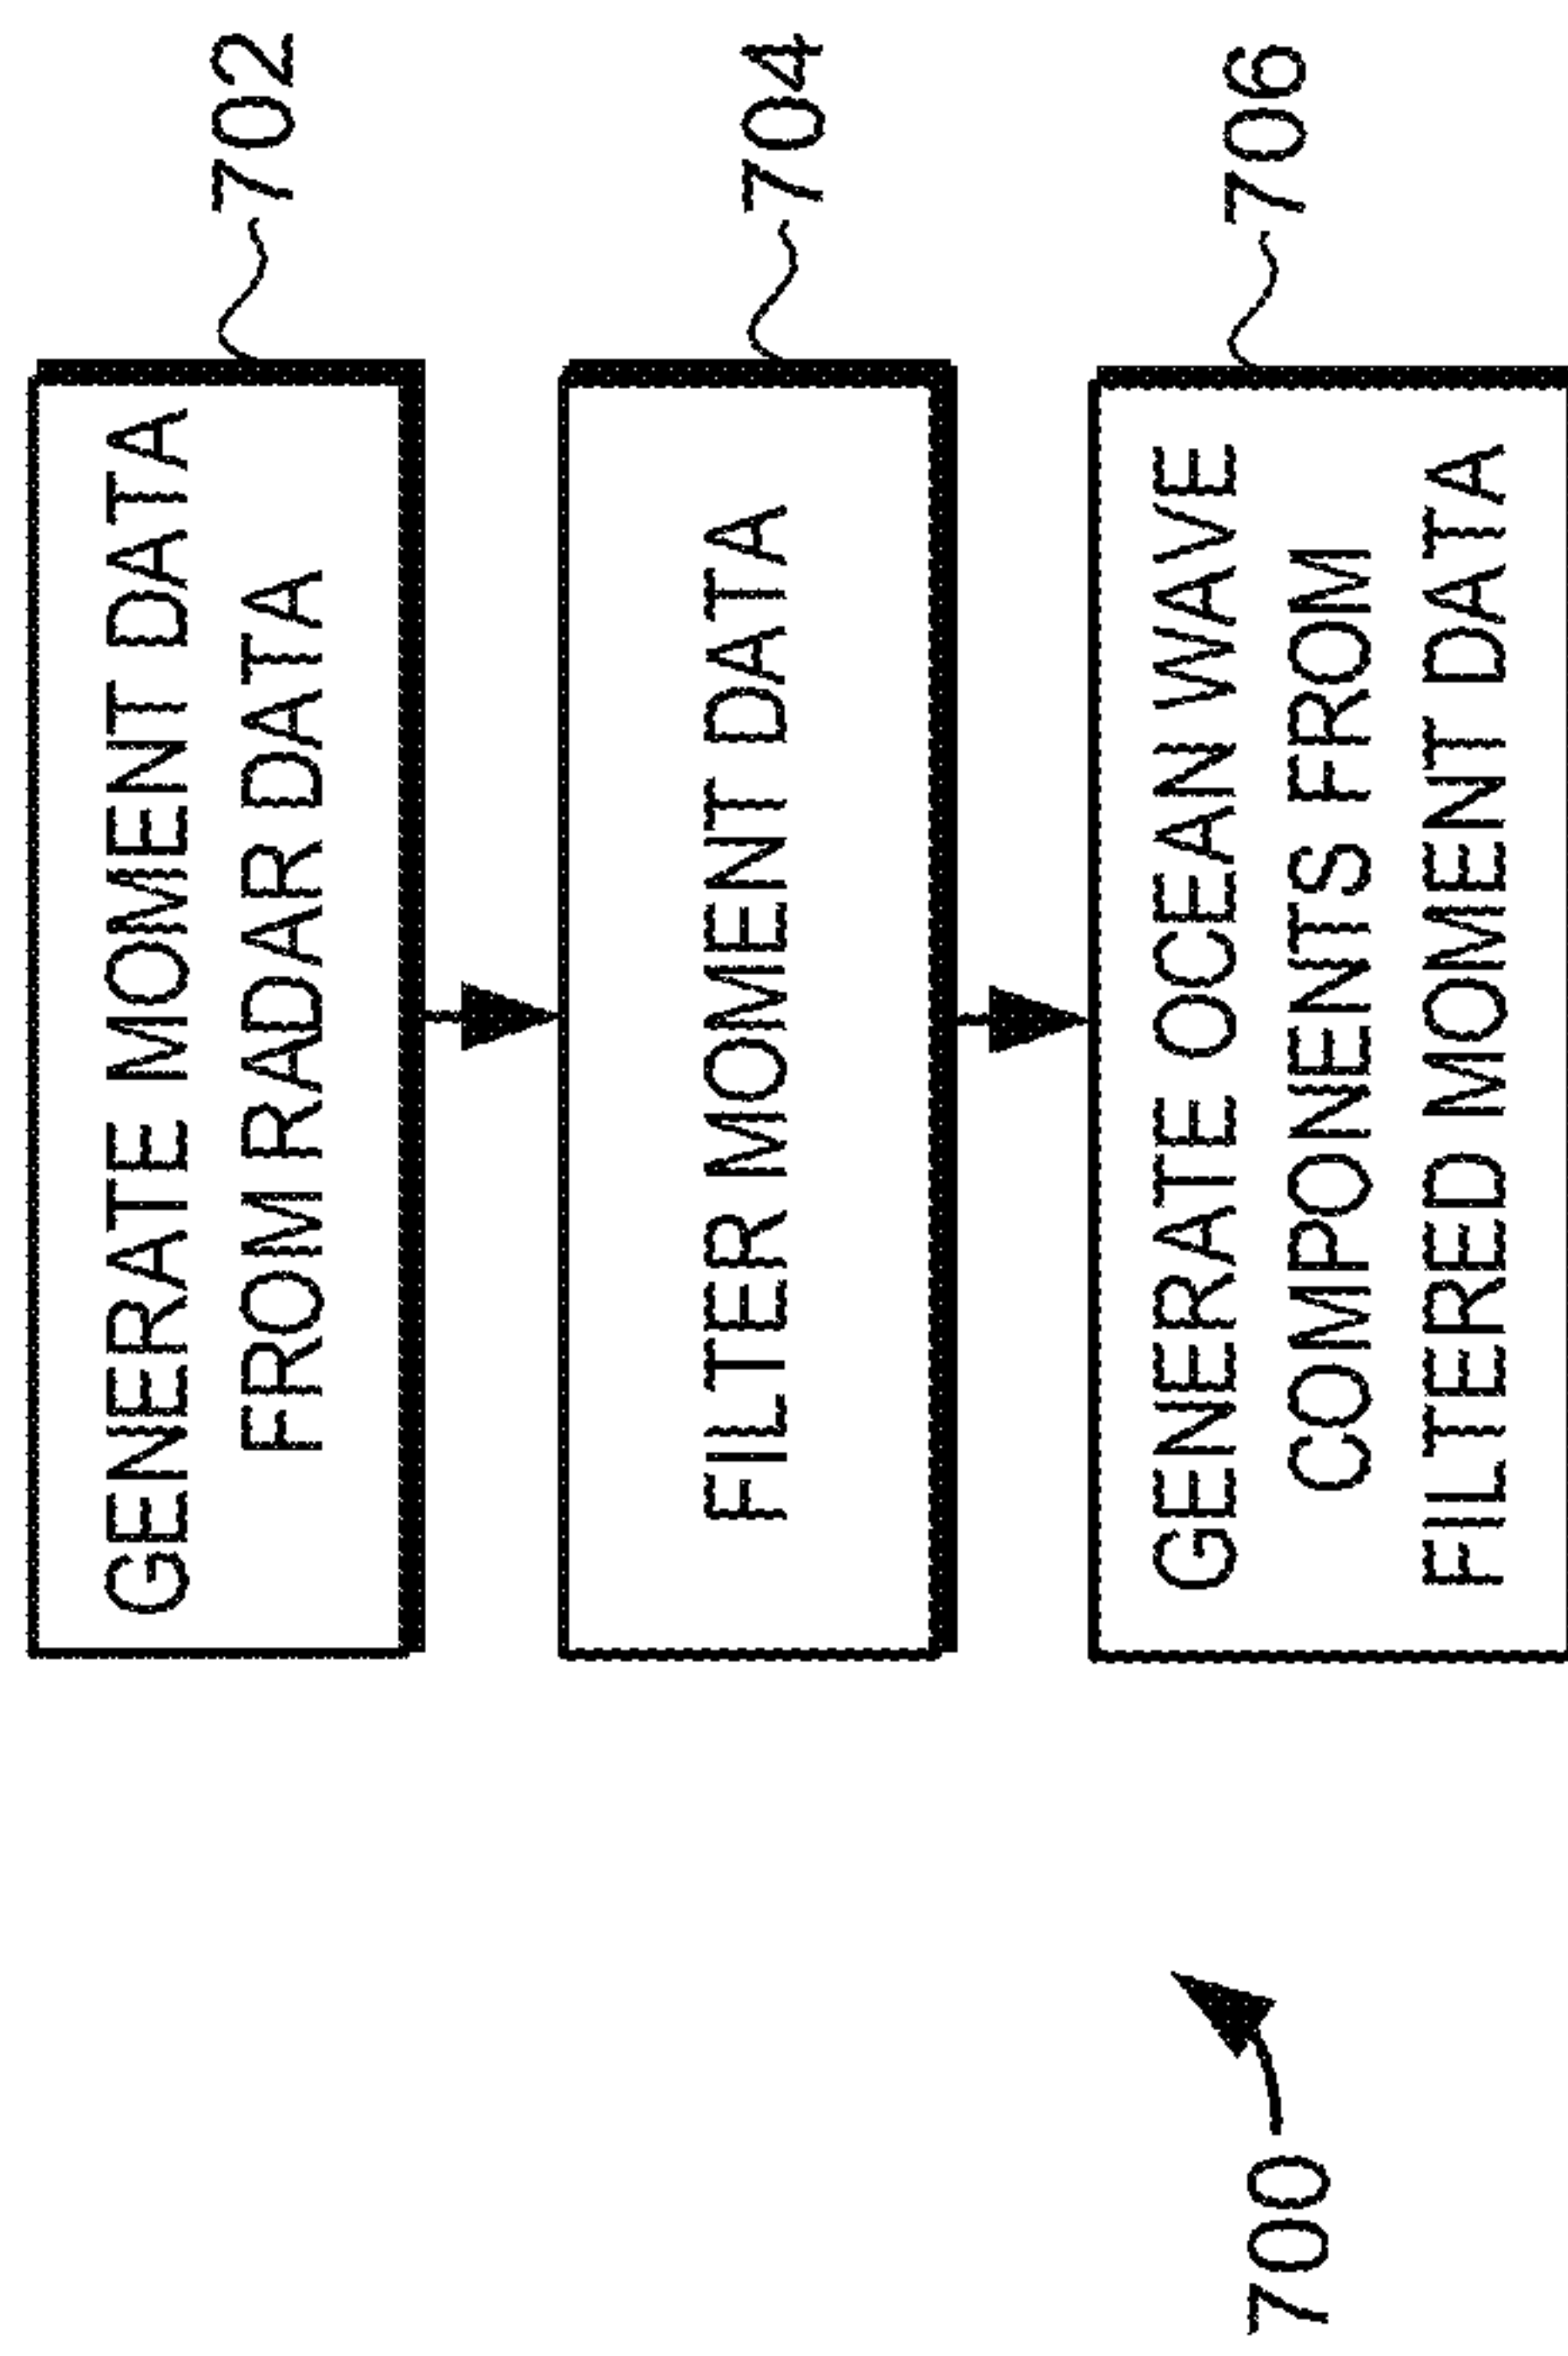 GENERATE MOMENT DATA
FROM RADAR DATA
702
FILTER MOMENT DATA
704
GENERATE OCEAN WAVE
COMPONENTS FROM
FILTERED MOMENT DATA
706
700